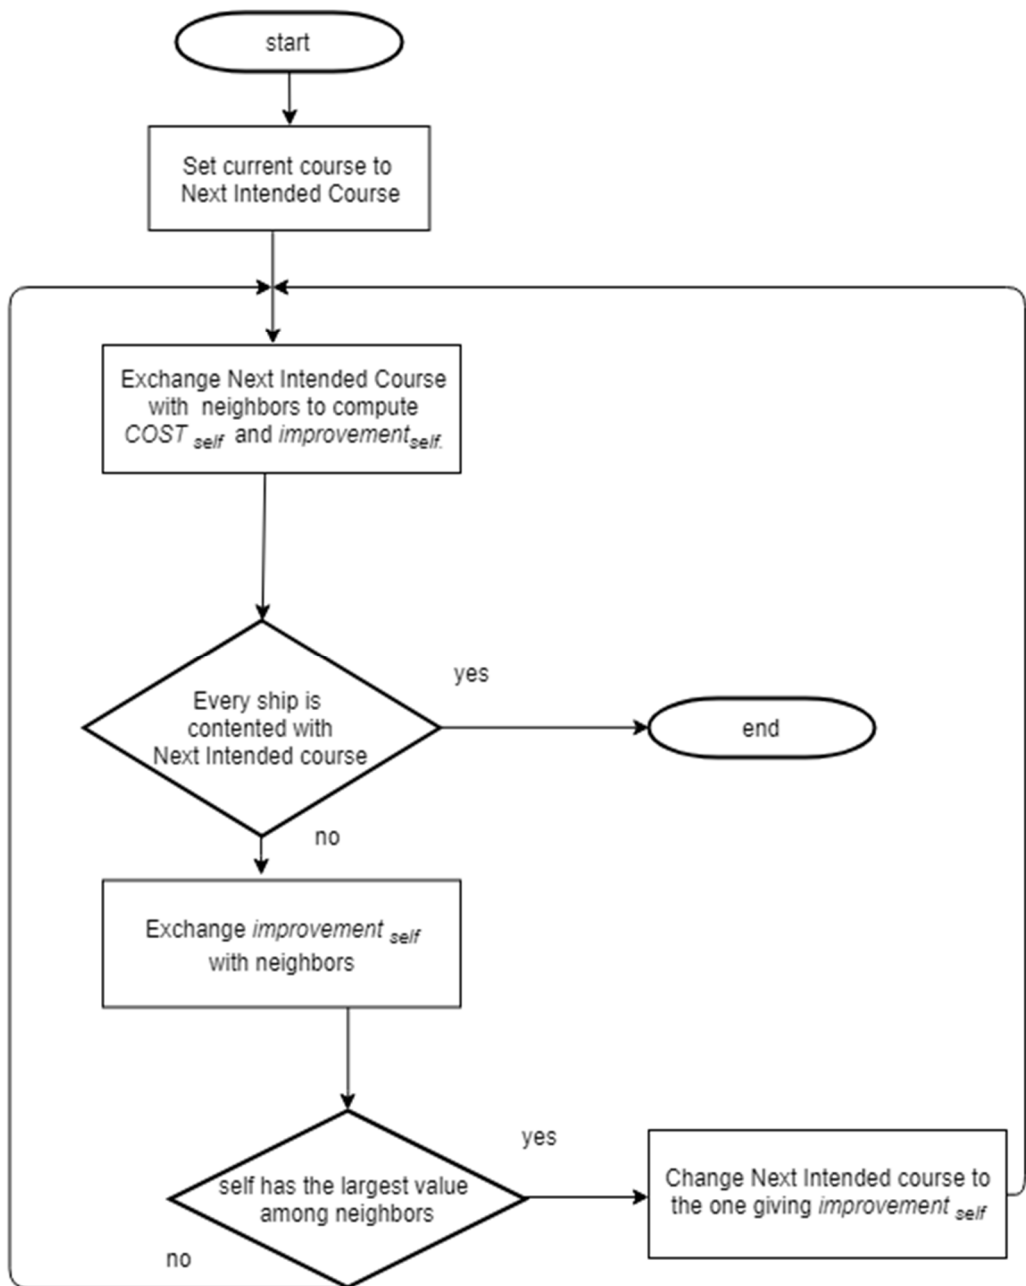 start
Set current course to
Next Intended Course
Exchange Next Intended Course
with neighbors to compute
COST self and improvement self.
Every ship is
contented with
Next Intended course
yes
end
no
Exchange improvement self
with neighbors
self has the largest value
among neighbors
yes
Change Next Intended course to
the one giving improvement self
no